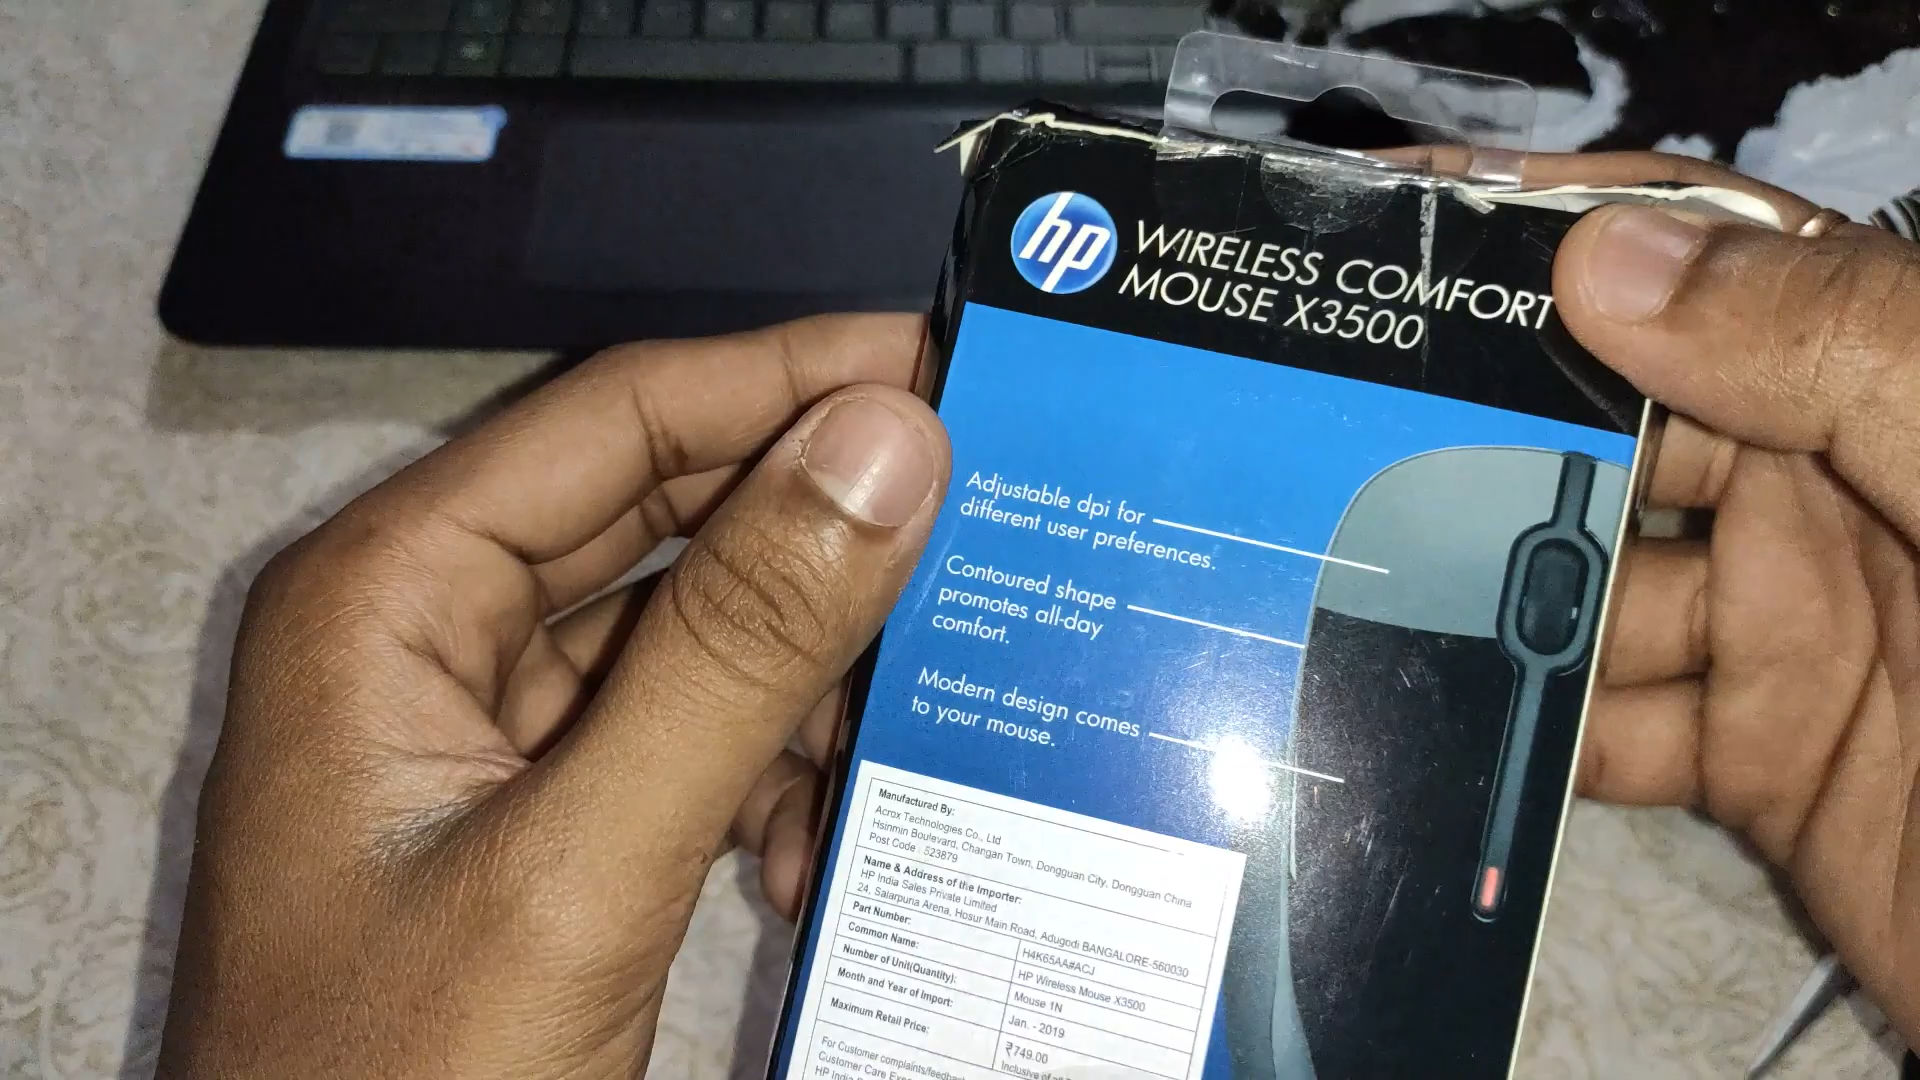 hp
WIRELESS COMFORT
MOUSE X3500
Adjustable dpi for
different user preferences.
Contoured shape
promotes all-day
comfort.
Modern design comes
to your mouse.
Manufactured By:
Acrox Technologies Co., Ltd
Hsinmin Boulevard, Changan Town, Dongguan City, Dongguan China
Post Code : 523879
Name & Address of the Importer:
HP India Sales Private Limited
24, Salarpuria Arena, Hosur Main Road, Adugodi BANGALORE-560030
Part Number: H4K65AA#ACJ
Common Name: HP Wireless Mouse X3500
Number of Unit(Quantity): Mouse 1N
Month and Year of Import: Jan. - 2019
Maximum Retail Price: ₹749.00
Inclusive of all
For Customer complaints/feedback
Customer Care
HP India